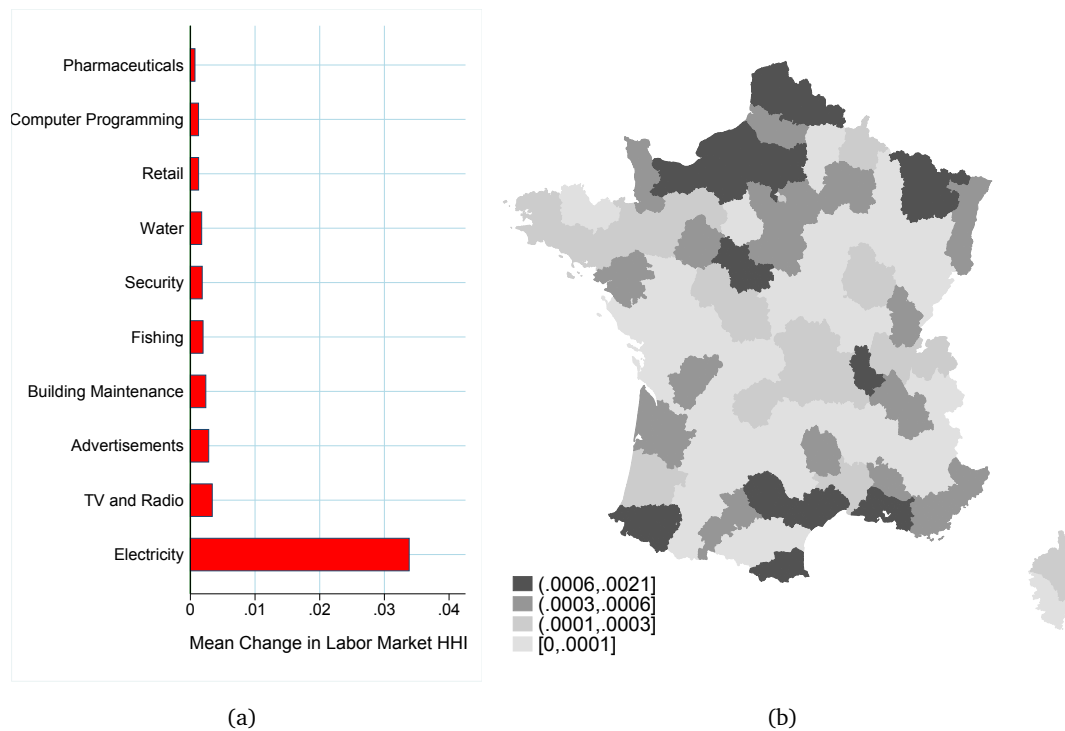 Pharmaceuticals
Computer Programming
Retail
Water
Security
Fishing
Building Maintenance
Advertisements
TV and Radio
Electricity
0 .01 .02 .03 .04
Mean Change in Labor Market HHI
(.0006,.0021]
(.0003,.0006]
(.0001,.0003]
[0,.0001]
(a) (b)